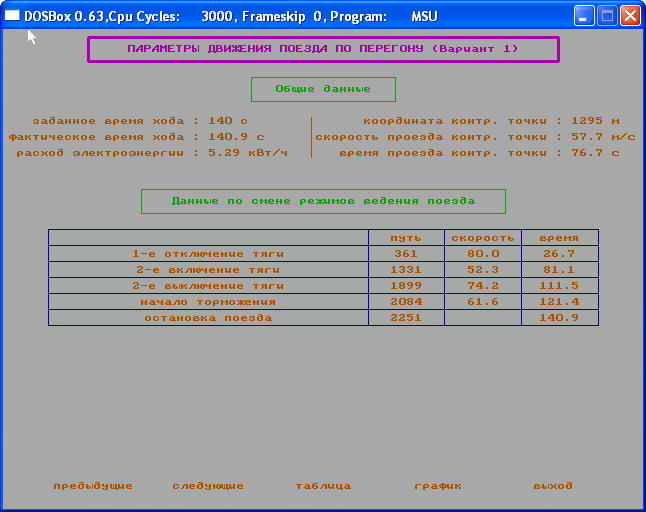 DOSBox 0.63,Cpu Cycles: 3000, Frameskip 0, Program: MSU
ПАРАМЕТРЫ ДВИЖЕНИЯ ПОЕЗДА ПО ПЕРЕГОНУ (Вариант 1)
Общие данные
заданное время хода : 140 с координата контр. точки : 1295 м
фактическое время хода : 140.9 с скорость проезда контр. точки : 57.7 м/с
расход электроэнергии : 5.29 кВт/ч время проезда контр. точки : 76.7 с
Данные по смене режимов ведения поезда
путь скорость время
1-е отключение тяги 361 80.0 26.7
2-е включение тяги 1331 52.3 81.1
2-е выключение тяги 1899 74.2 111.5
начало торможения 2084 61.6 121.4
остановка поезда 2251 140.9
предыдущие следующие таблица график выход